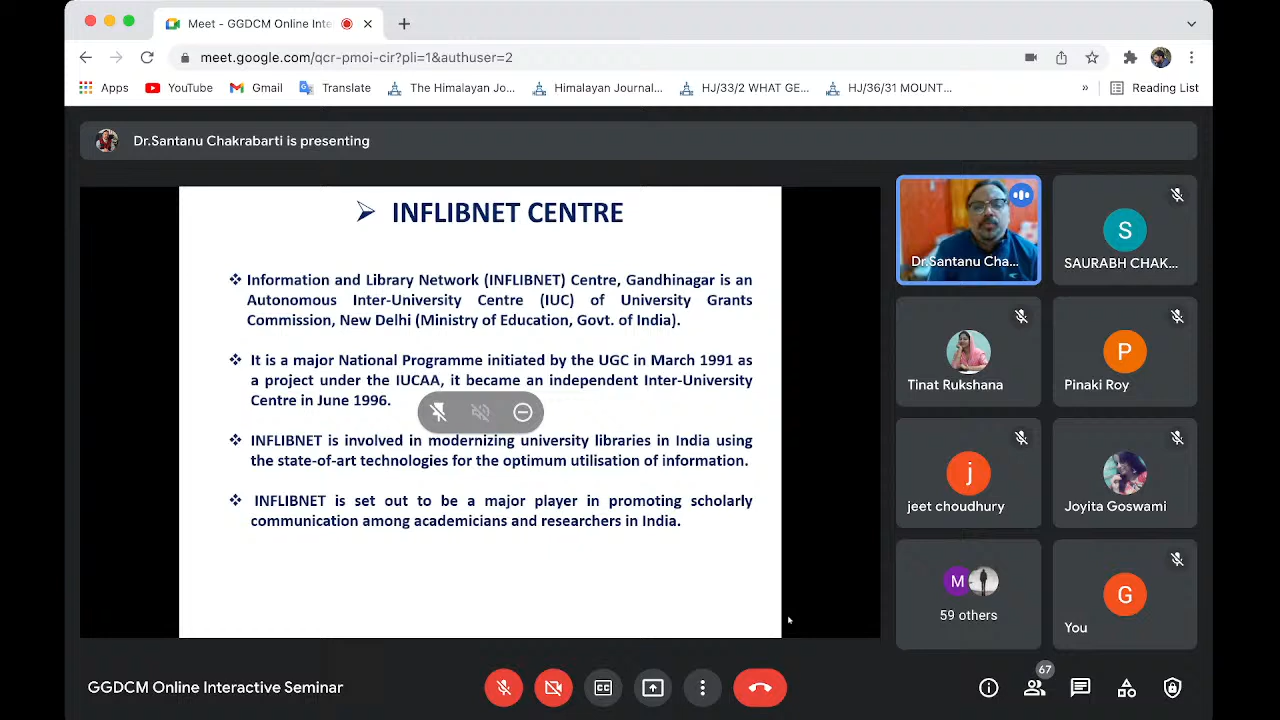 Meet - GGDCM Online Inte
meet.google.com/qcr-pmoi-cir?pli=1&authuser=2
Apps YouTube Gmail Translate The Himalayan Jo... Himalayan Journal... HJ/33/2 WHAT GE... HJ/36/31 MOUNT... » Reading List
Dr.Santanu Chakrabarti is presenting
➢ INFLIBNET CENTRE
❖ Information and Library Network (INFLIBNET) Centre, Gandhinagar is an
Autonomous Inter-University Centre (IUC) of University Grants
Commission, New Delhi (Ministry of Education, Govt. of India).
❖ It is a major National Programme initiated by the UGC in March 1991 as
a project under the IUCAA, it became an independent Inter-University
Centre in June 1996.
❖ INFLIBNET is involved in modernizing university libraries in India using
the state-of-art technologies for the optimum utilisation of information.
❖ INFLIBNET is set out to be a major player in promoting scholarly
communication among academicians and researchers in India.
Dr.Santanu Cha...
S
SAURABH CHAK...
Tinat Rukshana
P
Pinaki Roy
j
jeet choudhury
Joyita Goswami
M
59 others
G
You
GGDCM Online Interactive Seminar
CC
67